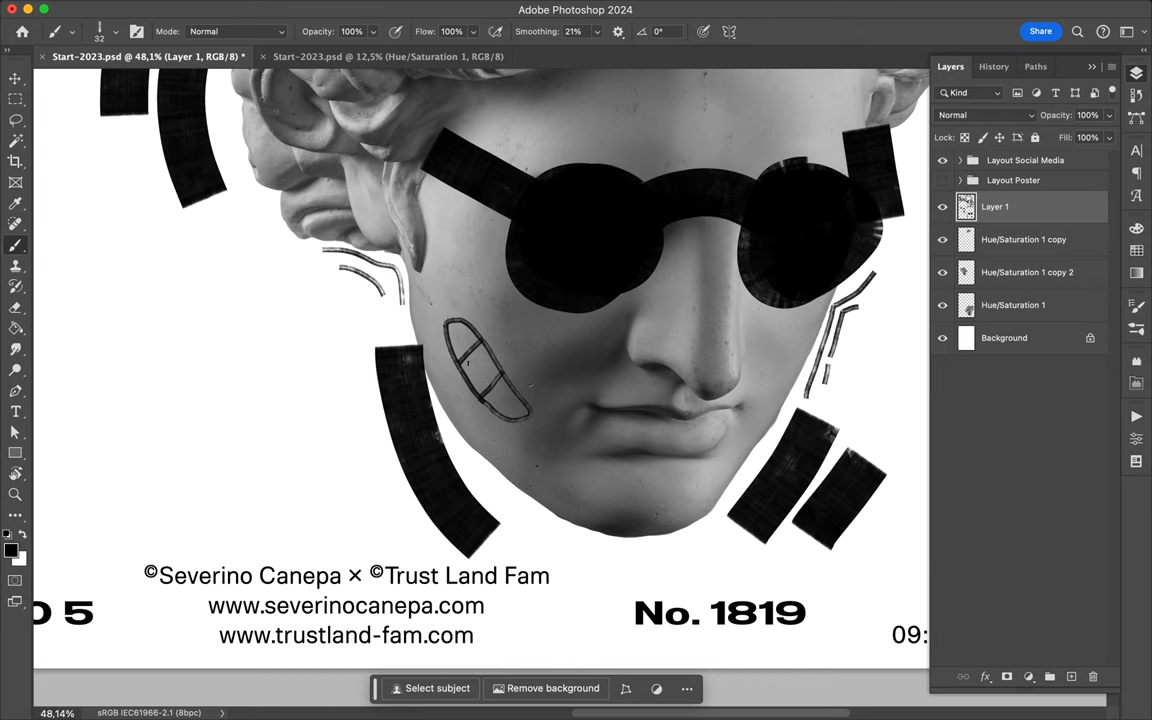 Adobe Photoshop 2024
32
Mode: Normal
Opacity: 100%
Flow: 100%
Smoothing: 21%
0°
Share
Start-2023.psd @ 48,1% (Layer 1, RGB/8) *
Start-2023.psd @ 12,5% (Hue/Saturation 1, RGB/8)
Layers
History
Paths
Kind
Normal
Opacity: 100%
Lock:
Fill: 100%
Layout Social Media
Layout Poster
Layer 1
Hue/Saturation 1 copy
Hue/Saturation 1 copy 2
Hue/Saturation 1
Background
©Severino Canepa × ©Trust Land Fam
www.severinocanepa.com
www.trustland-fam.com
5
No. 1819
09:
Select subject
Remove background
48,14%
sRGB IEC61966-2.1 (8bpc)